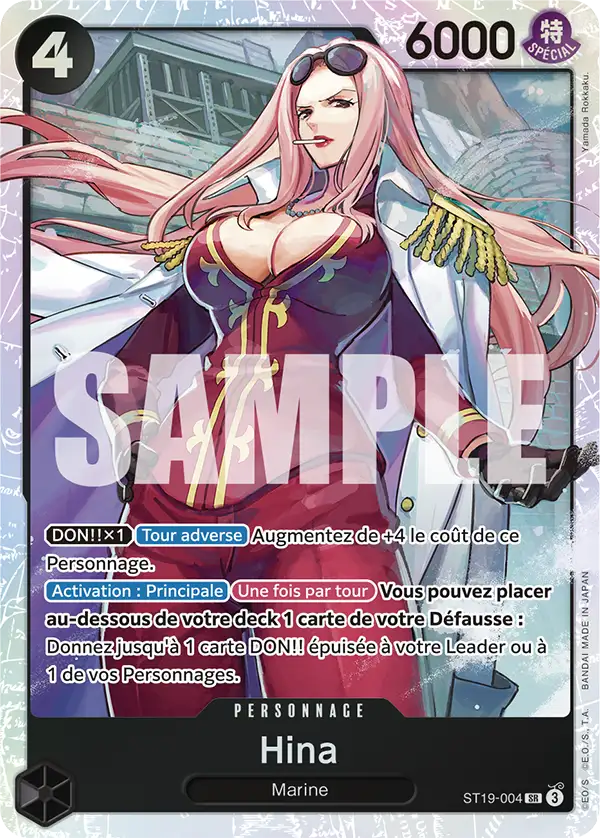 4
6000
特
SPÉCIAL
Yamada Rokkaku.
SAMPLE
DON!!×1 Tour adverse Augmentez de +4 le coût de ce
Personnage.
Activation : Principale Une fois par tour Vous pouvez placer
au-dessous de votre deck 1 carte de votre Défausse :
Donnez jusqu'à 1 carte DON!! épuisée à votre Leader ou à
1 de vos Personnages.
PERSONNAGE
Hina
Marine
ST19-004 SR 3
©EO/S ©E.O./S., T.A. BANDAI MADE IN JAPAN